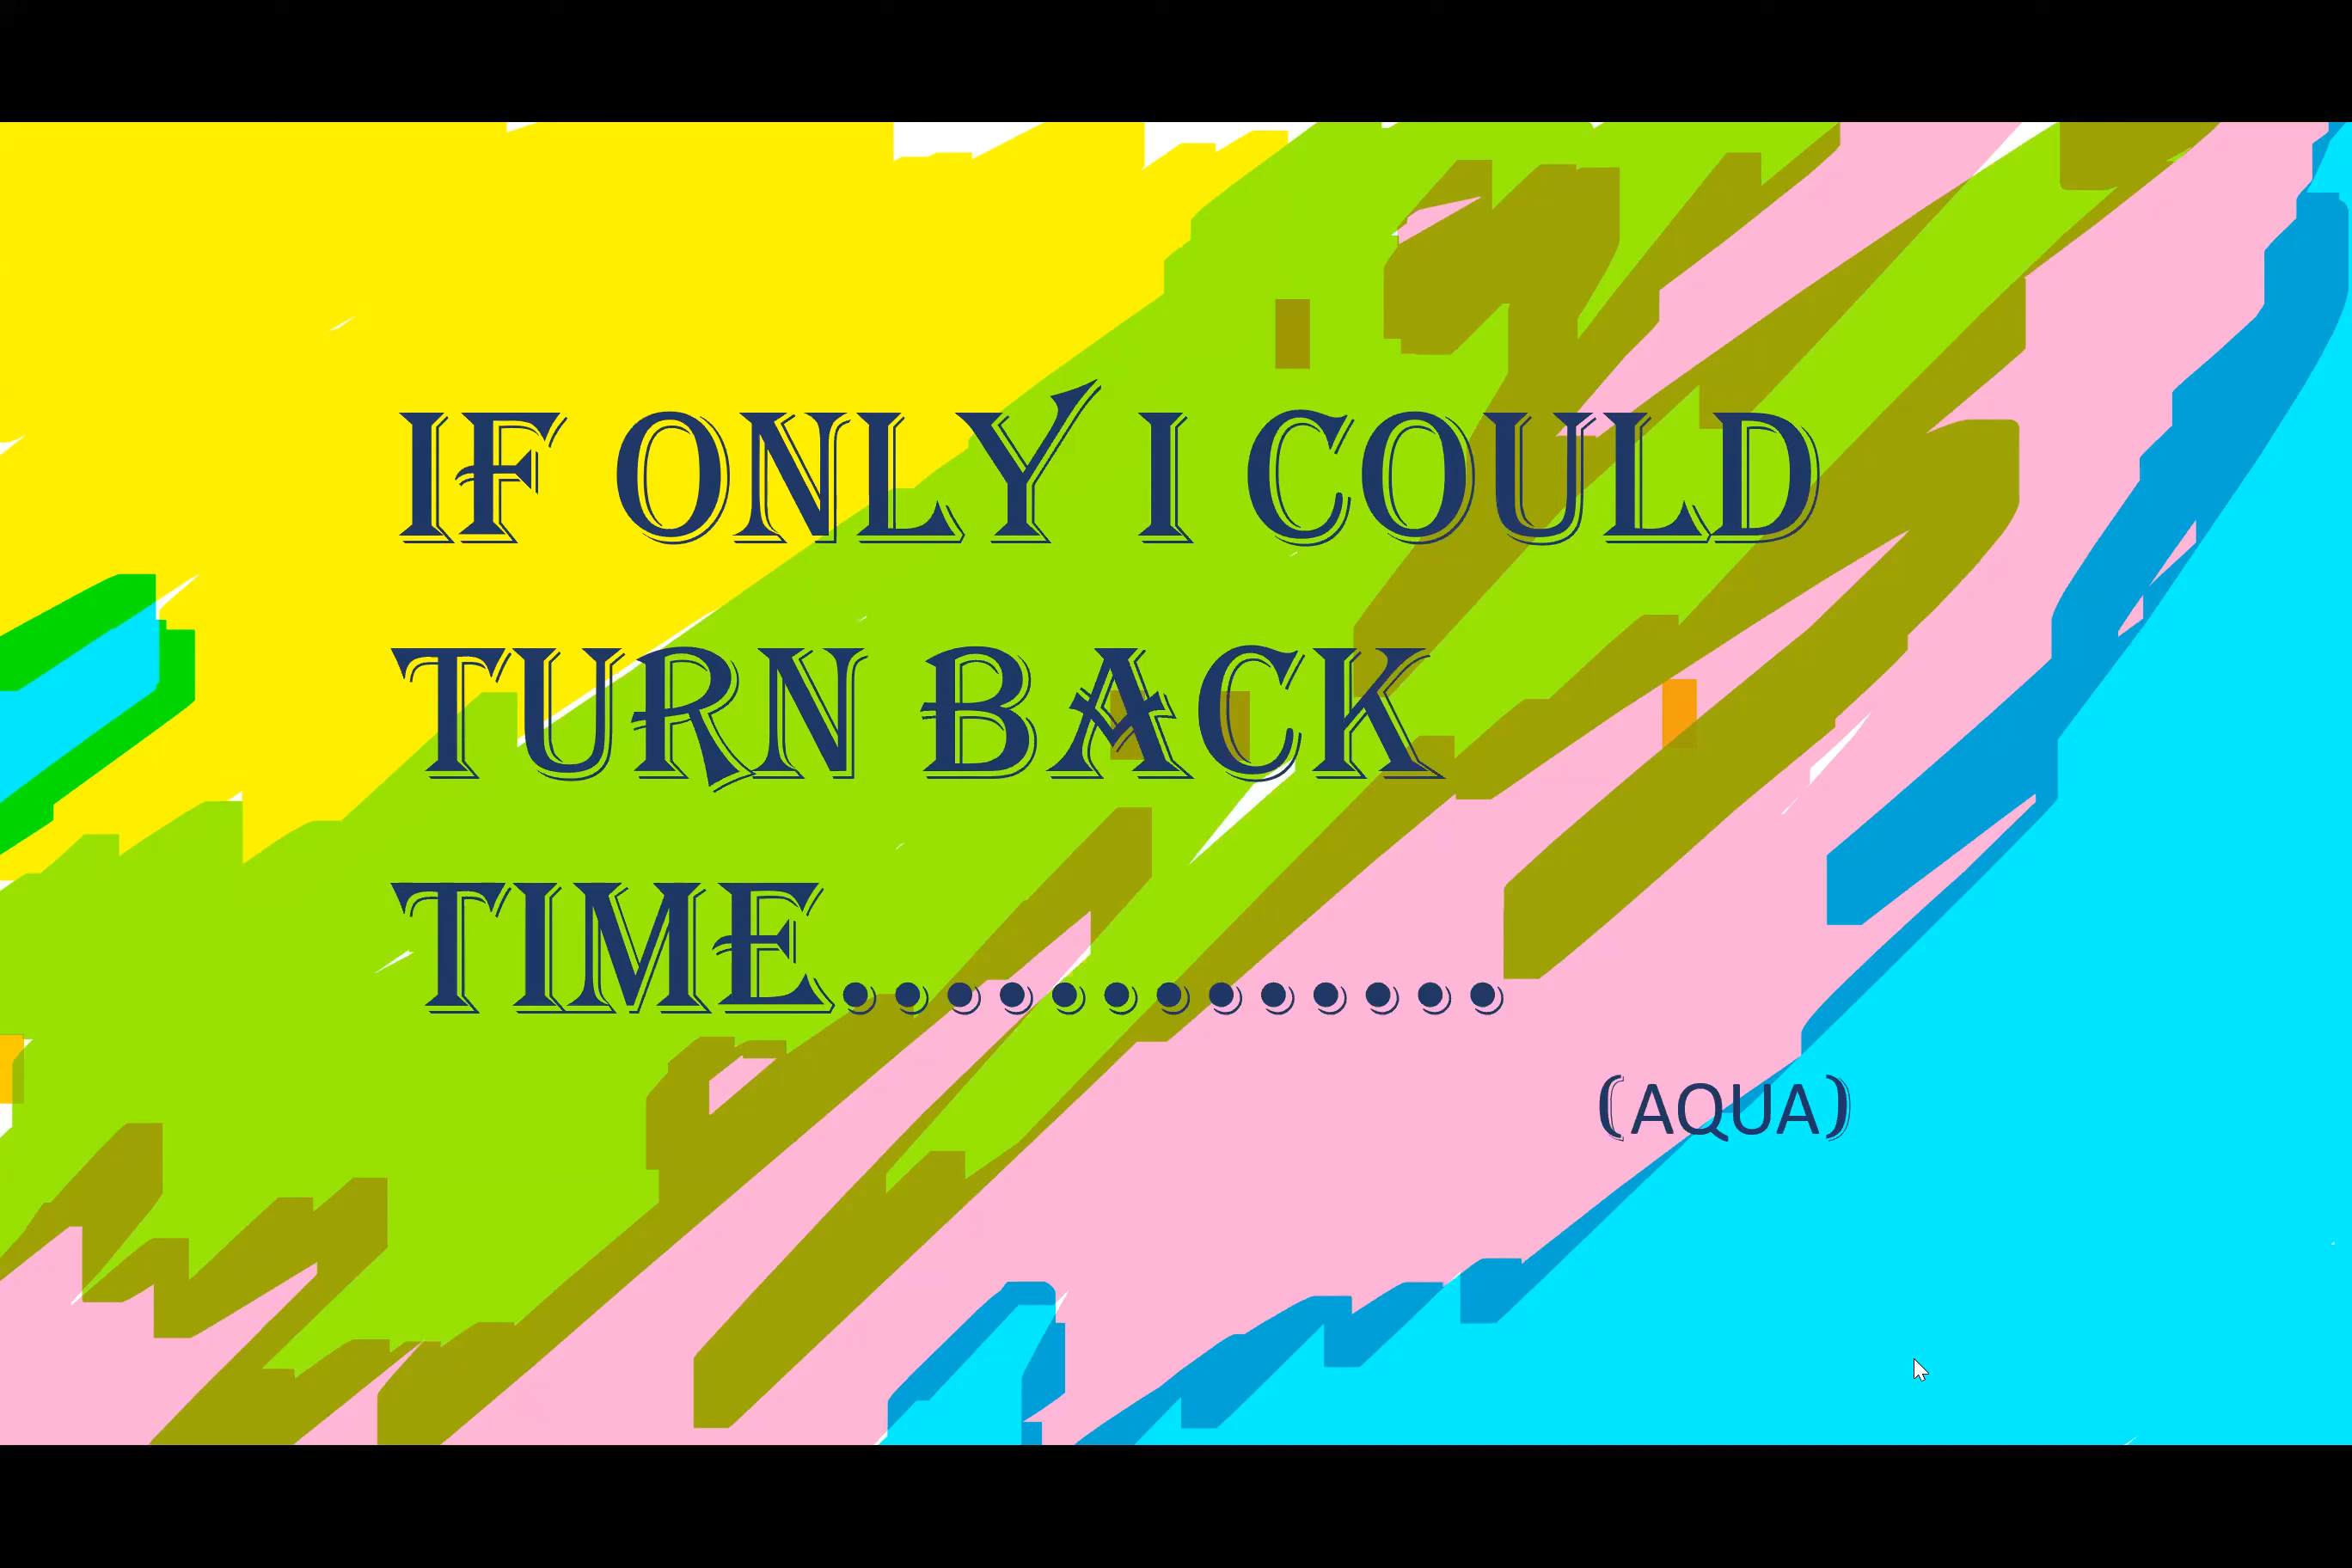 IF ONLY I COULD
TURN BACK
TIME.............
(AQUA)